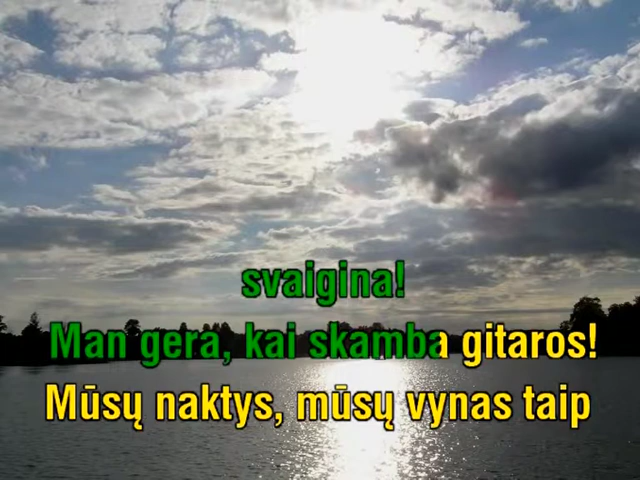 svaigina!
Man gera, kai skamba gitaros!
Mūsų naktys, mūsų vynas taip